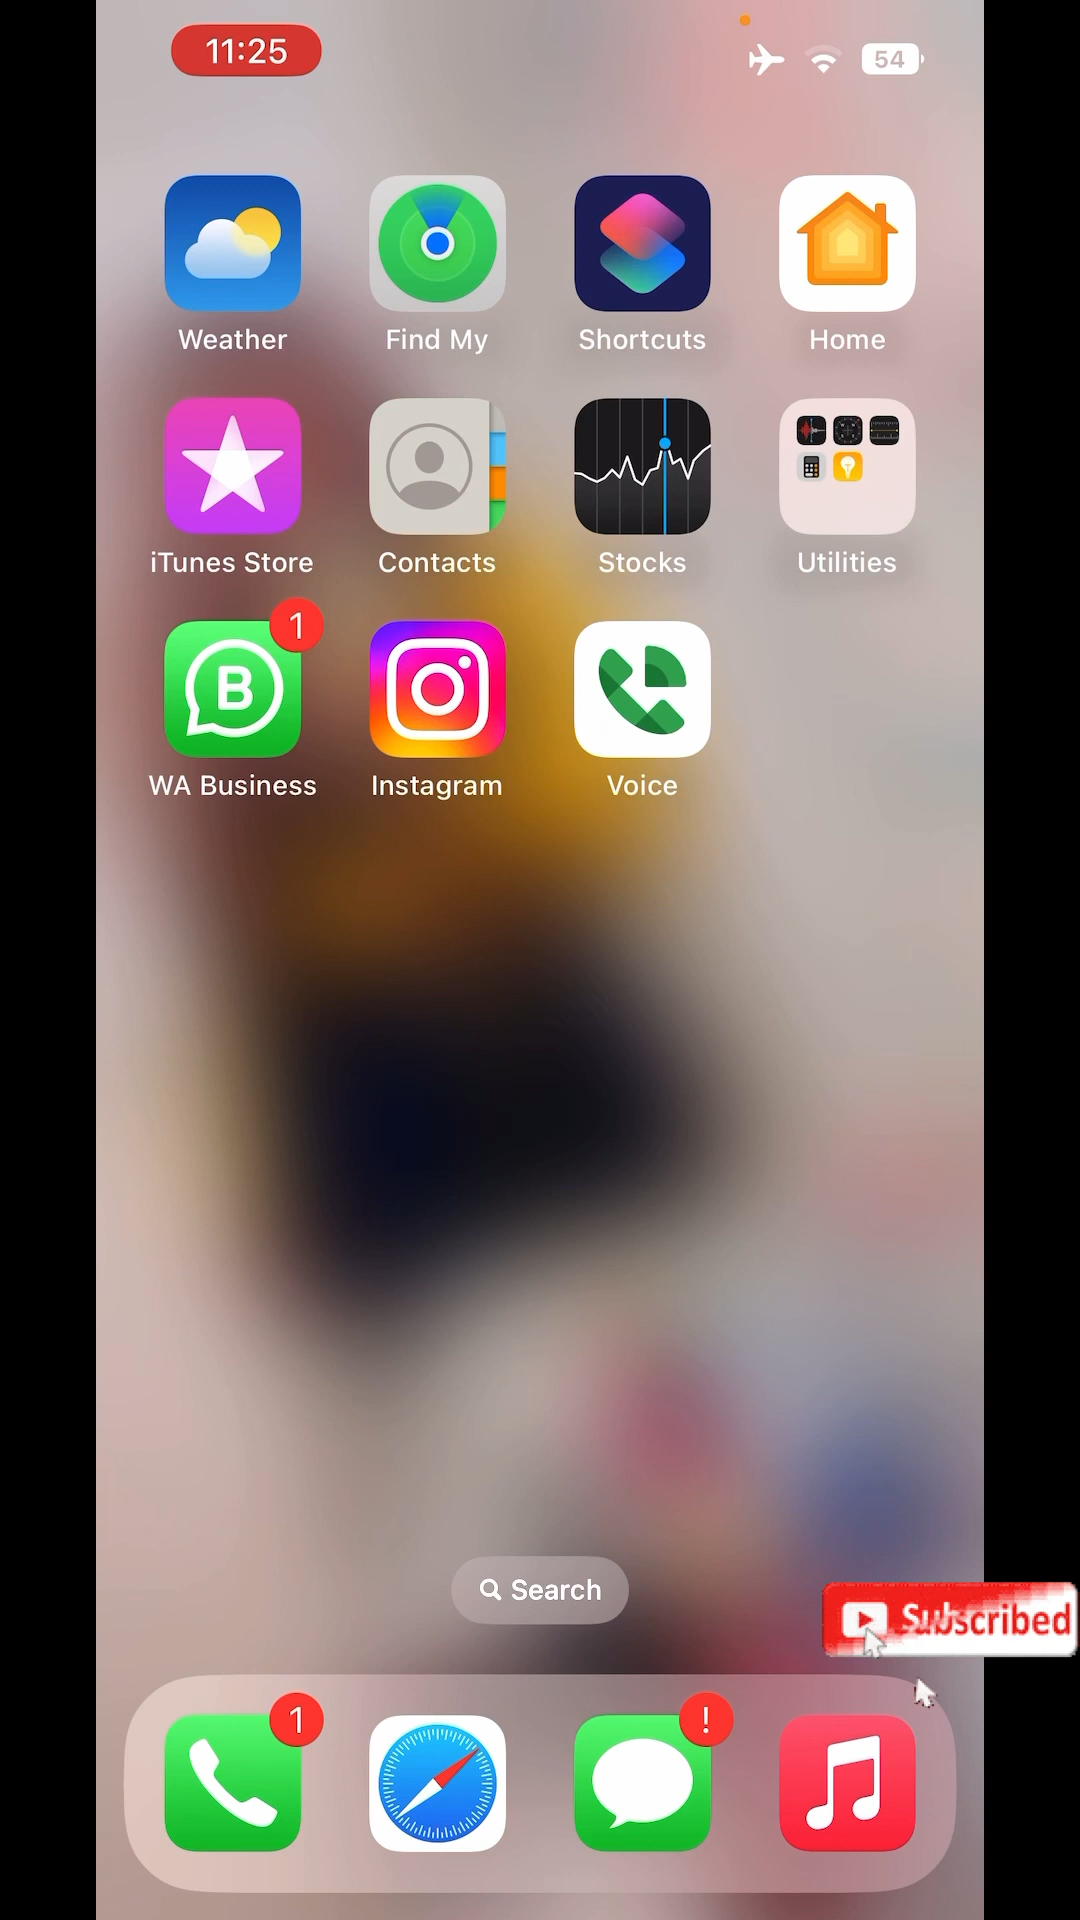 11:25
54
Weather
Find My
Shortcuts
Home
iTunes Store
Contacts
Stocks
Utilities
1
B
WA Business
Instagram
Voice
Search
Subscribed
1
!